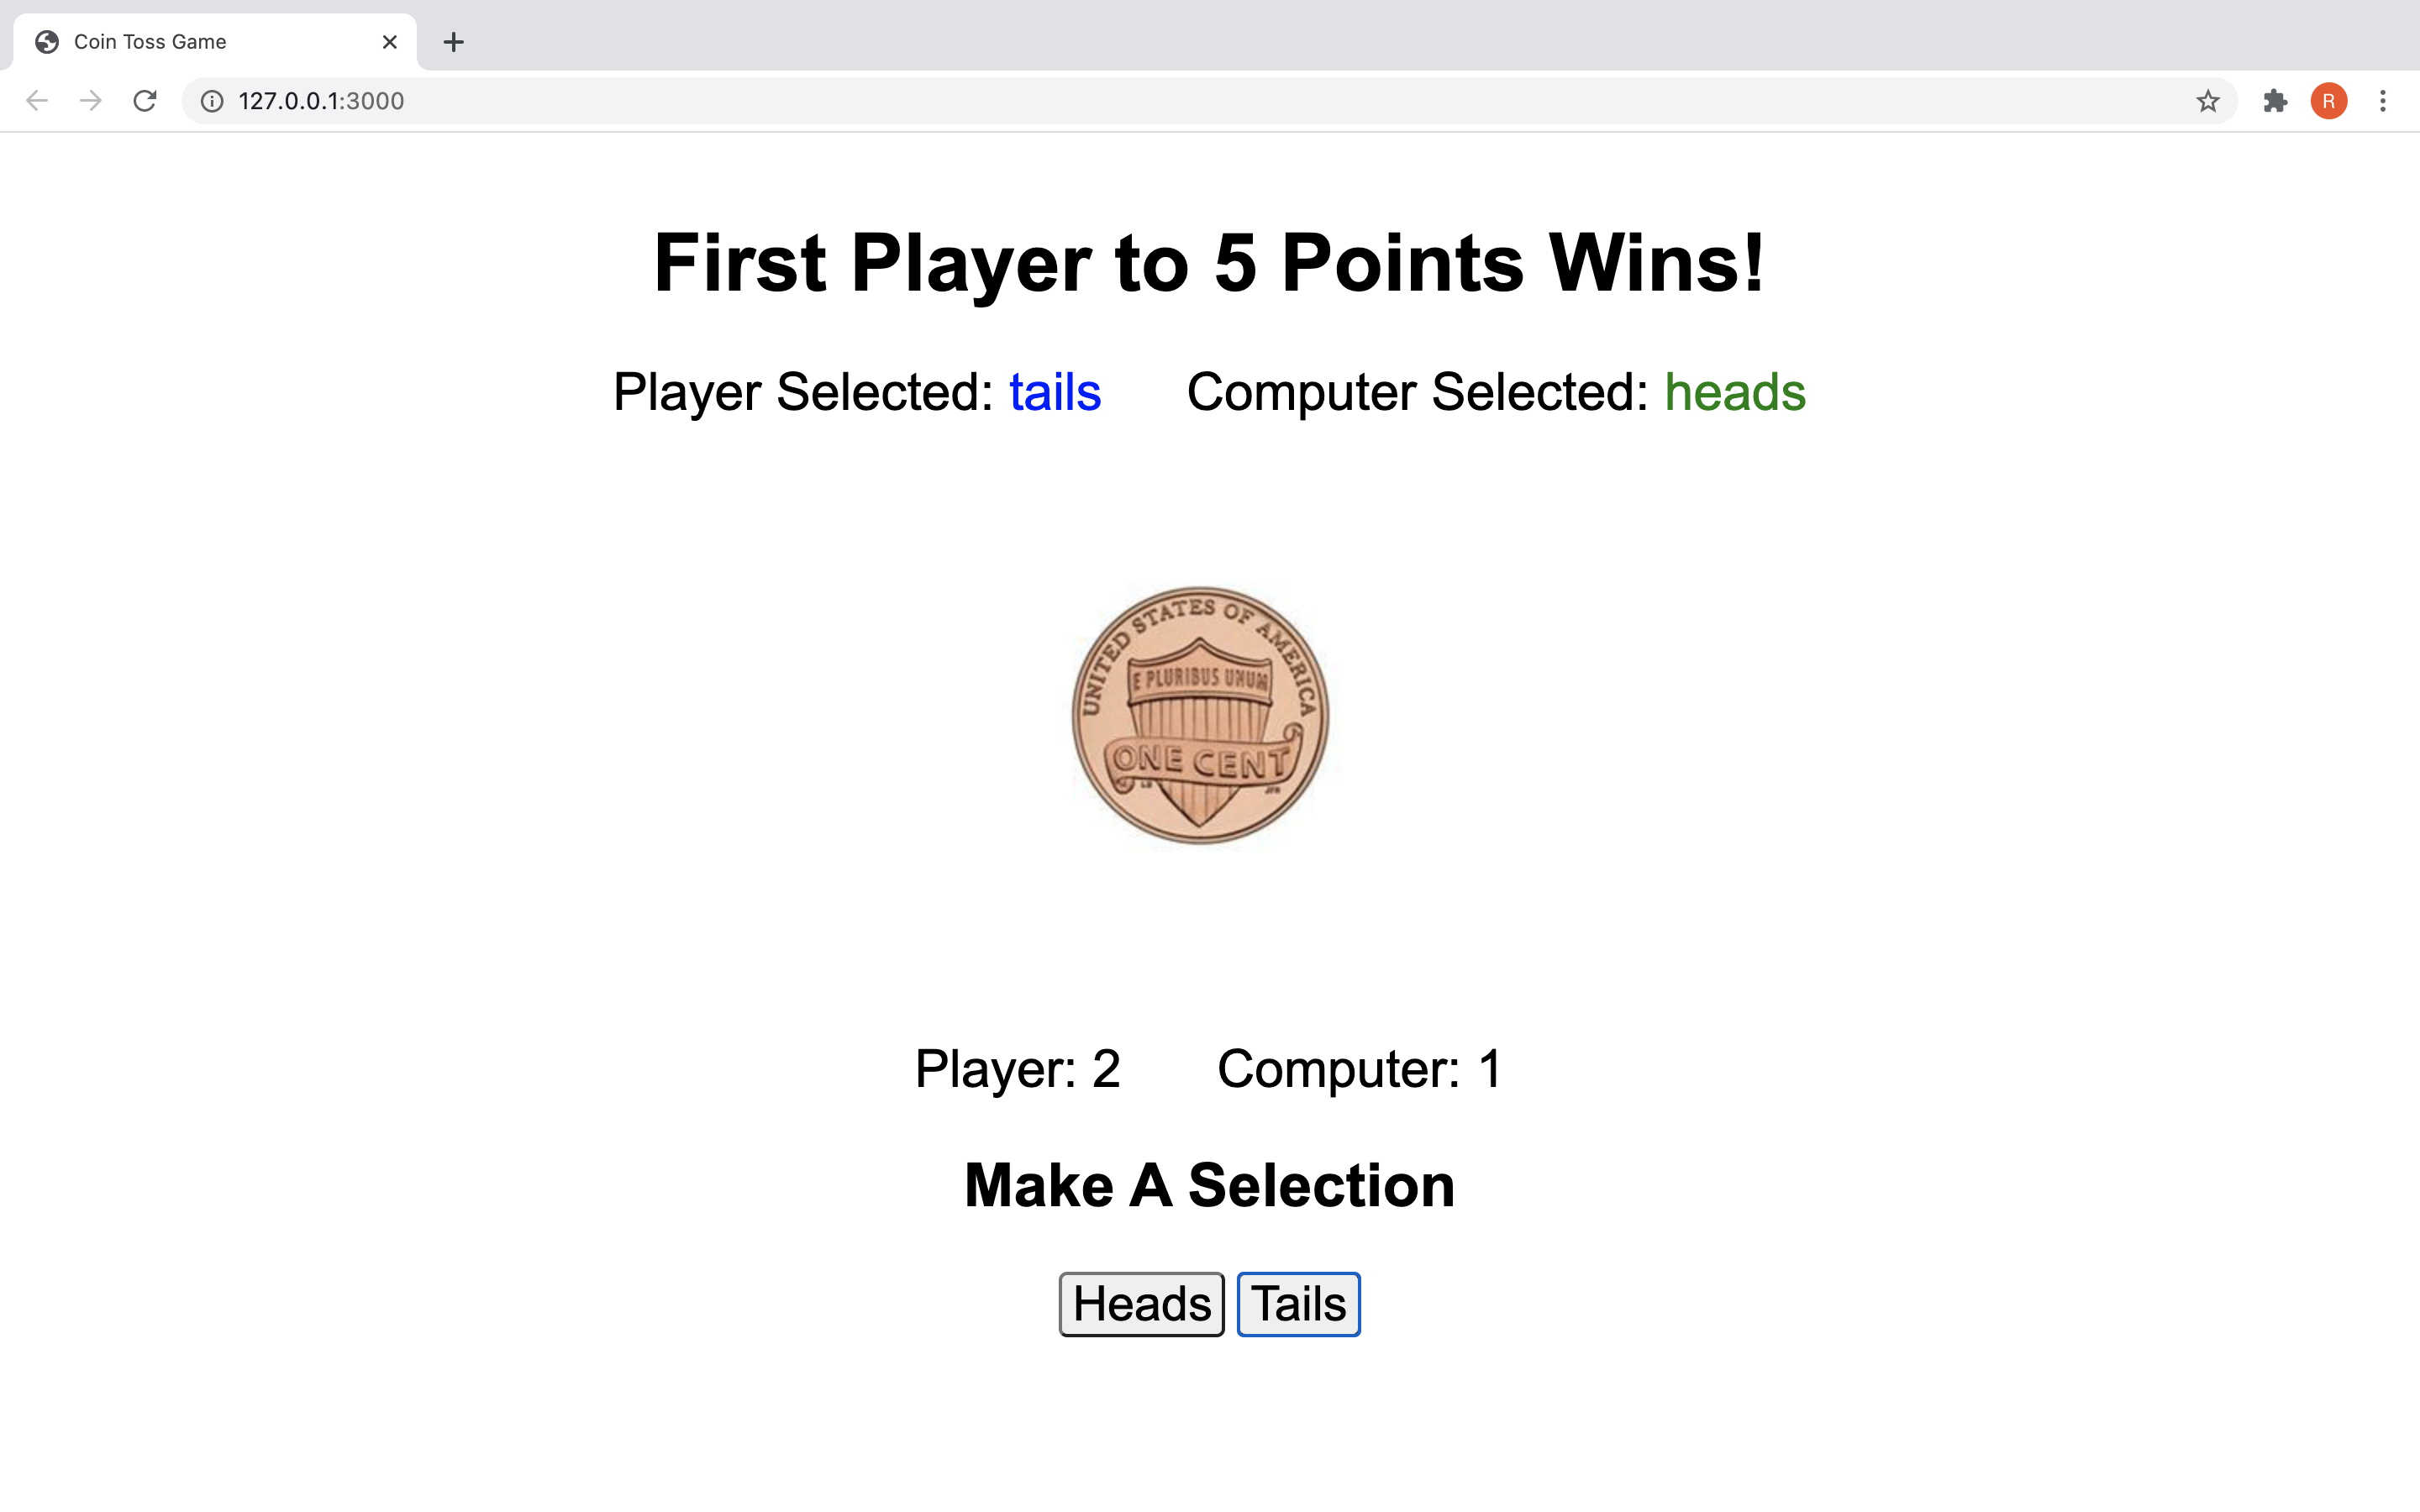 Coin Toss Game
127.0.0.1:3000
R
First Player to 5 Points Wins!
Player Selected: tails Computer Selected: heads
UNITED STATES OF AMERICA
E PLURIBUS UNUM
ONE CENT
Player: 2 Computer: 1
Make A Selection
Heads Tails